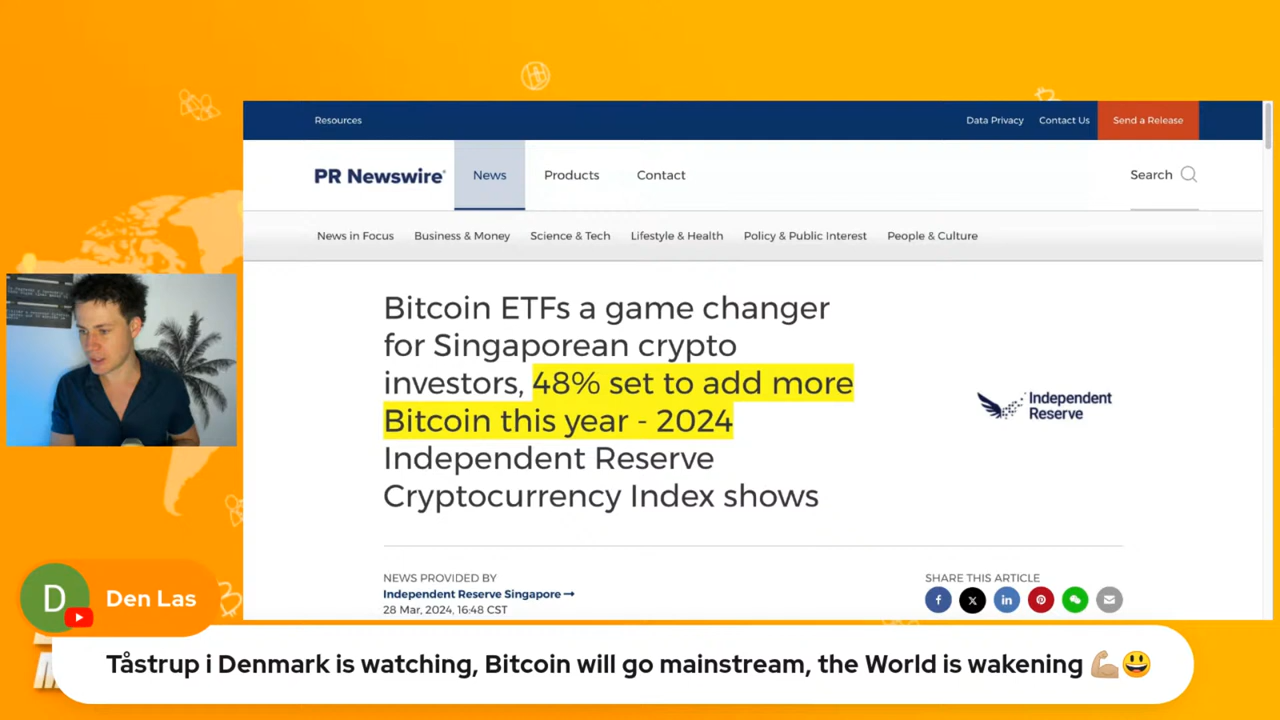 Resources
Data Privacy
Contact Us
Send a Release
PR Newswire
News
Products
Contact
Search
News in Focus
Business & Money
Science & Tech
Lifestyle & Health
Policy & Public Interest
People & Culture
Bitcoin ETFs a game changer
for Singaporean crypto
investors, 48% set to add more
Bitcoin this year - 2024
Independent Reserve
Cryptocurrency Index shows
Independent
Reserve
NEWS PROVIDED BY
Independent Reserve Singapore →
28 Mar, 2024, 16:48 CST
SHARE THIS ARTICLE
D
Den Las
Tåstrup i Denmark is watching, Bitcoin will go mainstream, the World is wakening 💪🏼😃